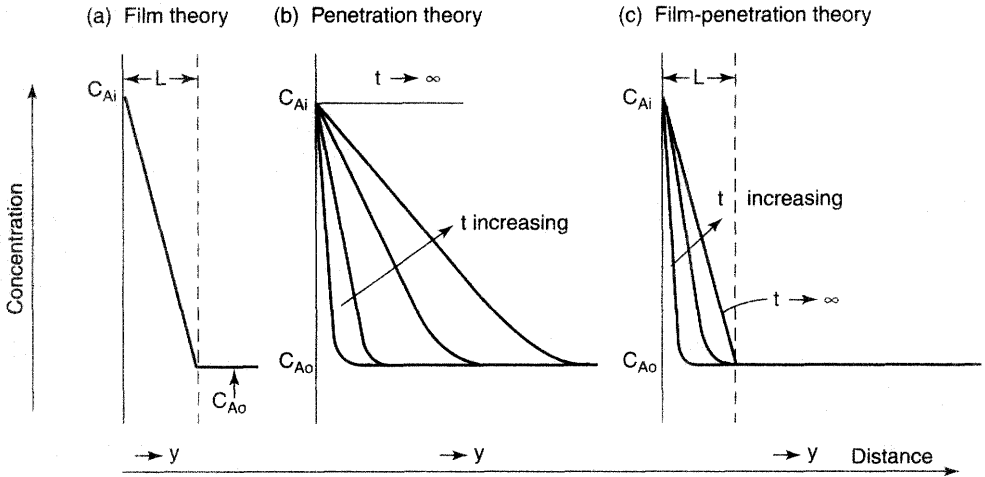 (a) Film theory
(b) Penetration theory
(c) Film-penetration theory
L
C_Ai
C_Ao
t → ∞
C_Ai
t increasing
C_Ao
L
C_Ai
t increasing
t → ∞
C_Ao
Concentration
→ y
→ y
→ y
Distance